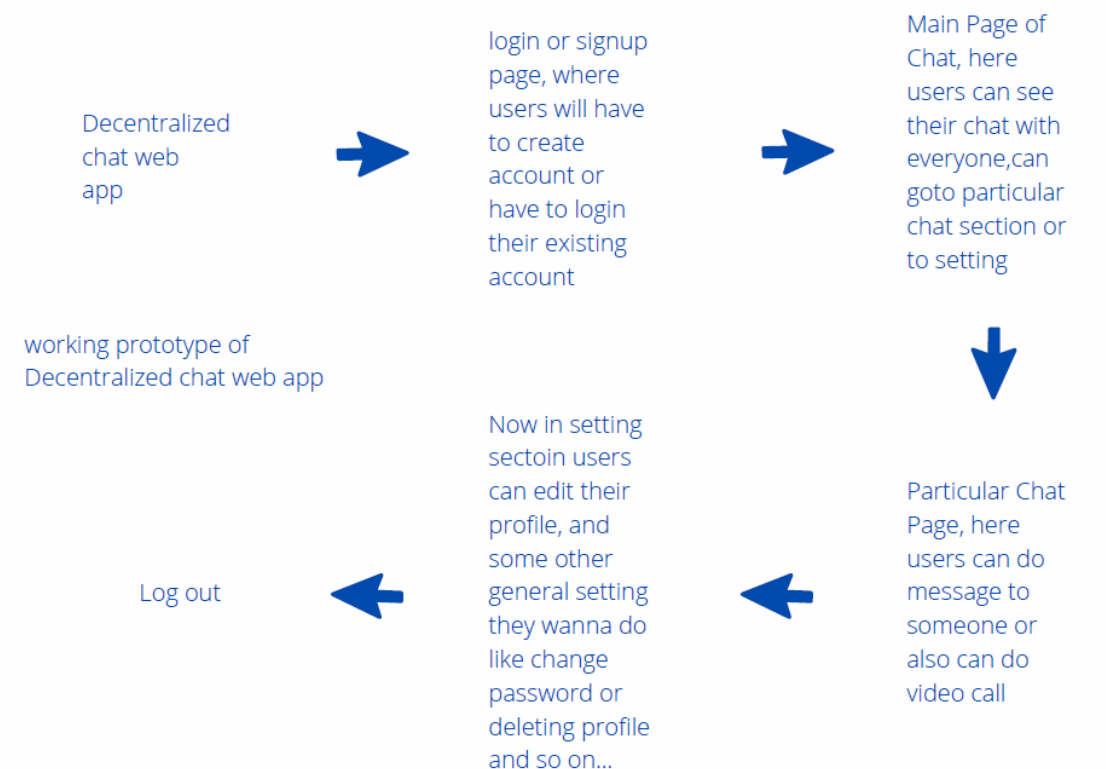 Decentralized
chat web
app
login or signup
page, where
users will have
to create
account or
have to login
their existing
account
Main Page of
Chat, here
users can see
their chat with
everyone,can
goto particular
chat section or
to setting
working prototype of
Decentralized chat web app
Particular Chat
Page, here
users can do
message to
someone or
also can do
video call
Now in setting
sectoin users
can edit their
profile, and
some other
general setting
they wanna do
like change
password or
deleting profile
and so on...
Log out